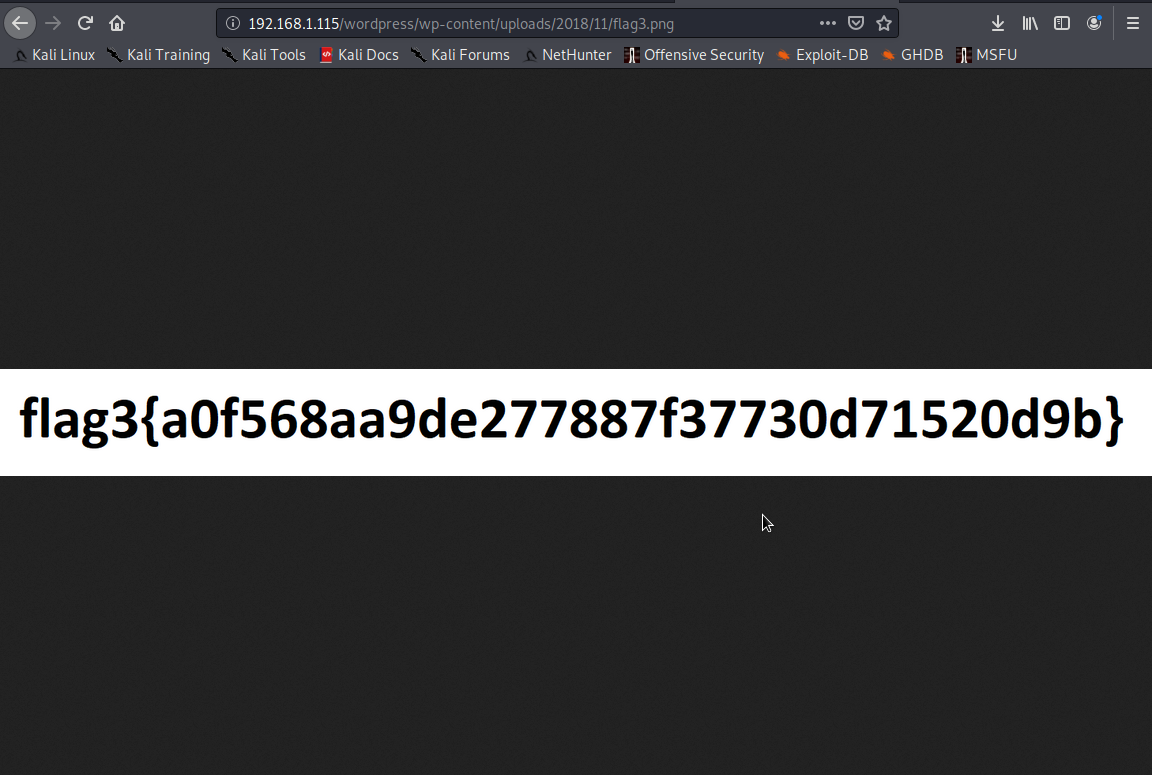 192.168.1.115/wordpress/wp-content/uploads/2018/11/flag3.png
Kali Linux Kali Training Kali Tools Kali Docs Kali Forums NetHunter Offensive Security Exploit-DB GHDB MSFU
flag3{a0f568aa9de277887f37730d71520d9b}